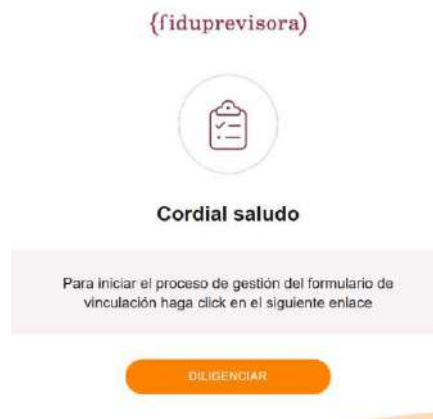 {fiduprevisora)
Cordial saludo
Para iniciar el proceso de gestión del formulario de
vinculación haga click en el siguiente enlace
DILIGENCIAR